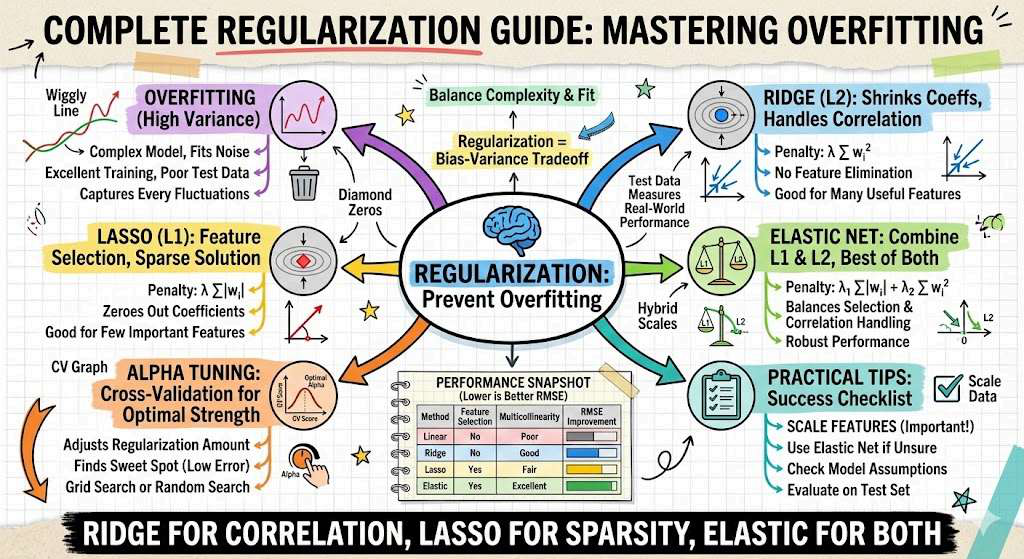 COMPLETE REGULARIZATION GUIDE: MASTERING OVERFITTING
Wiggly
Line
OVERFITTING
(High Variance)
Complex Model, Fits Noise
Excellent Training, Poor Test Data
Captures Every Fluctuations
Balance Complexity & Fit
Regularization =
Bias-Variance Tradeoff
Diamond
Zeros
Test Data
Measures
Real-World
Performance
RIDGE (L2): Shrinks Coeffs,
Handles Correlation
Penalty: λ ∑ wᵢ²
No Feature Elimination
Good for Many Useful Features
LASSO (L1): Feature
Selection, Sparse Solution
Penalty: λ ∑|wᵢ|
Zeroes Out Coefficients
Good for Few Important Features
REGULARIZATION:
Prevent Overfitting
L1 L2
Hybrid
Scales
L1
L2
ELASTIC NET: Combine
L1 & L2, Best of Both
Penalty: λ₁ ∑|wᵢ| + λ₂ ∑ wᵢ²
Balances Selection &
Correlation Handling
Robust Performance
L2
0
CV Graph
ALPHA TUNING:
Cross-Validation for
Optimal Strength
Optimal
Alpha
CV Score
CV Score
Adjusts Regularization Amount
Finds Sweet Spot (Low Error)
Grid Search or Random Search
Alpha
PERFORMANCE SNAPSHOT
(Lower is Better RMSE)
Method Feature Selection Multicollinearity RMSE Improvement
Linear No Poor
Ridge No Good
Lasso Yes Fair
Elastic Yes Excellent
PRACTICAL TIPS:
Success Checklist
Scale
Data
SCALE FEATURES (Important!)
Use Elastic Net if Unsure
Check Model Assumptions
Evaluate on Test Set
RIDGE FOR CORRELATION, LASSO FOR SPARSITY, ELASTIC FOR BOTH